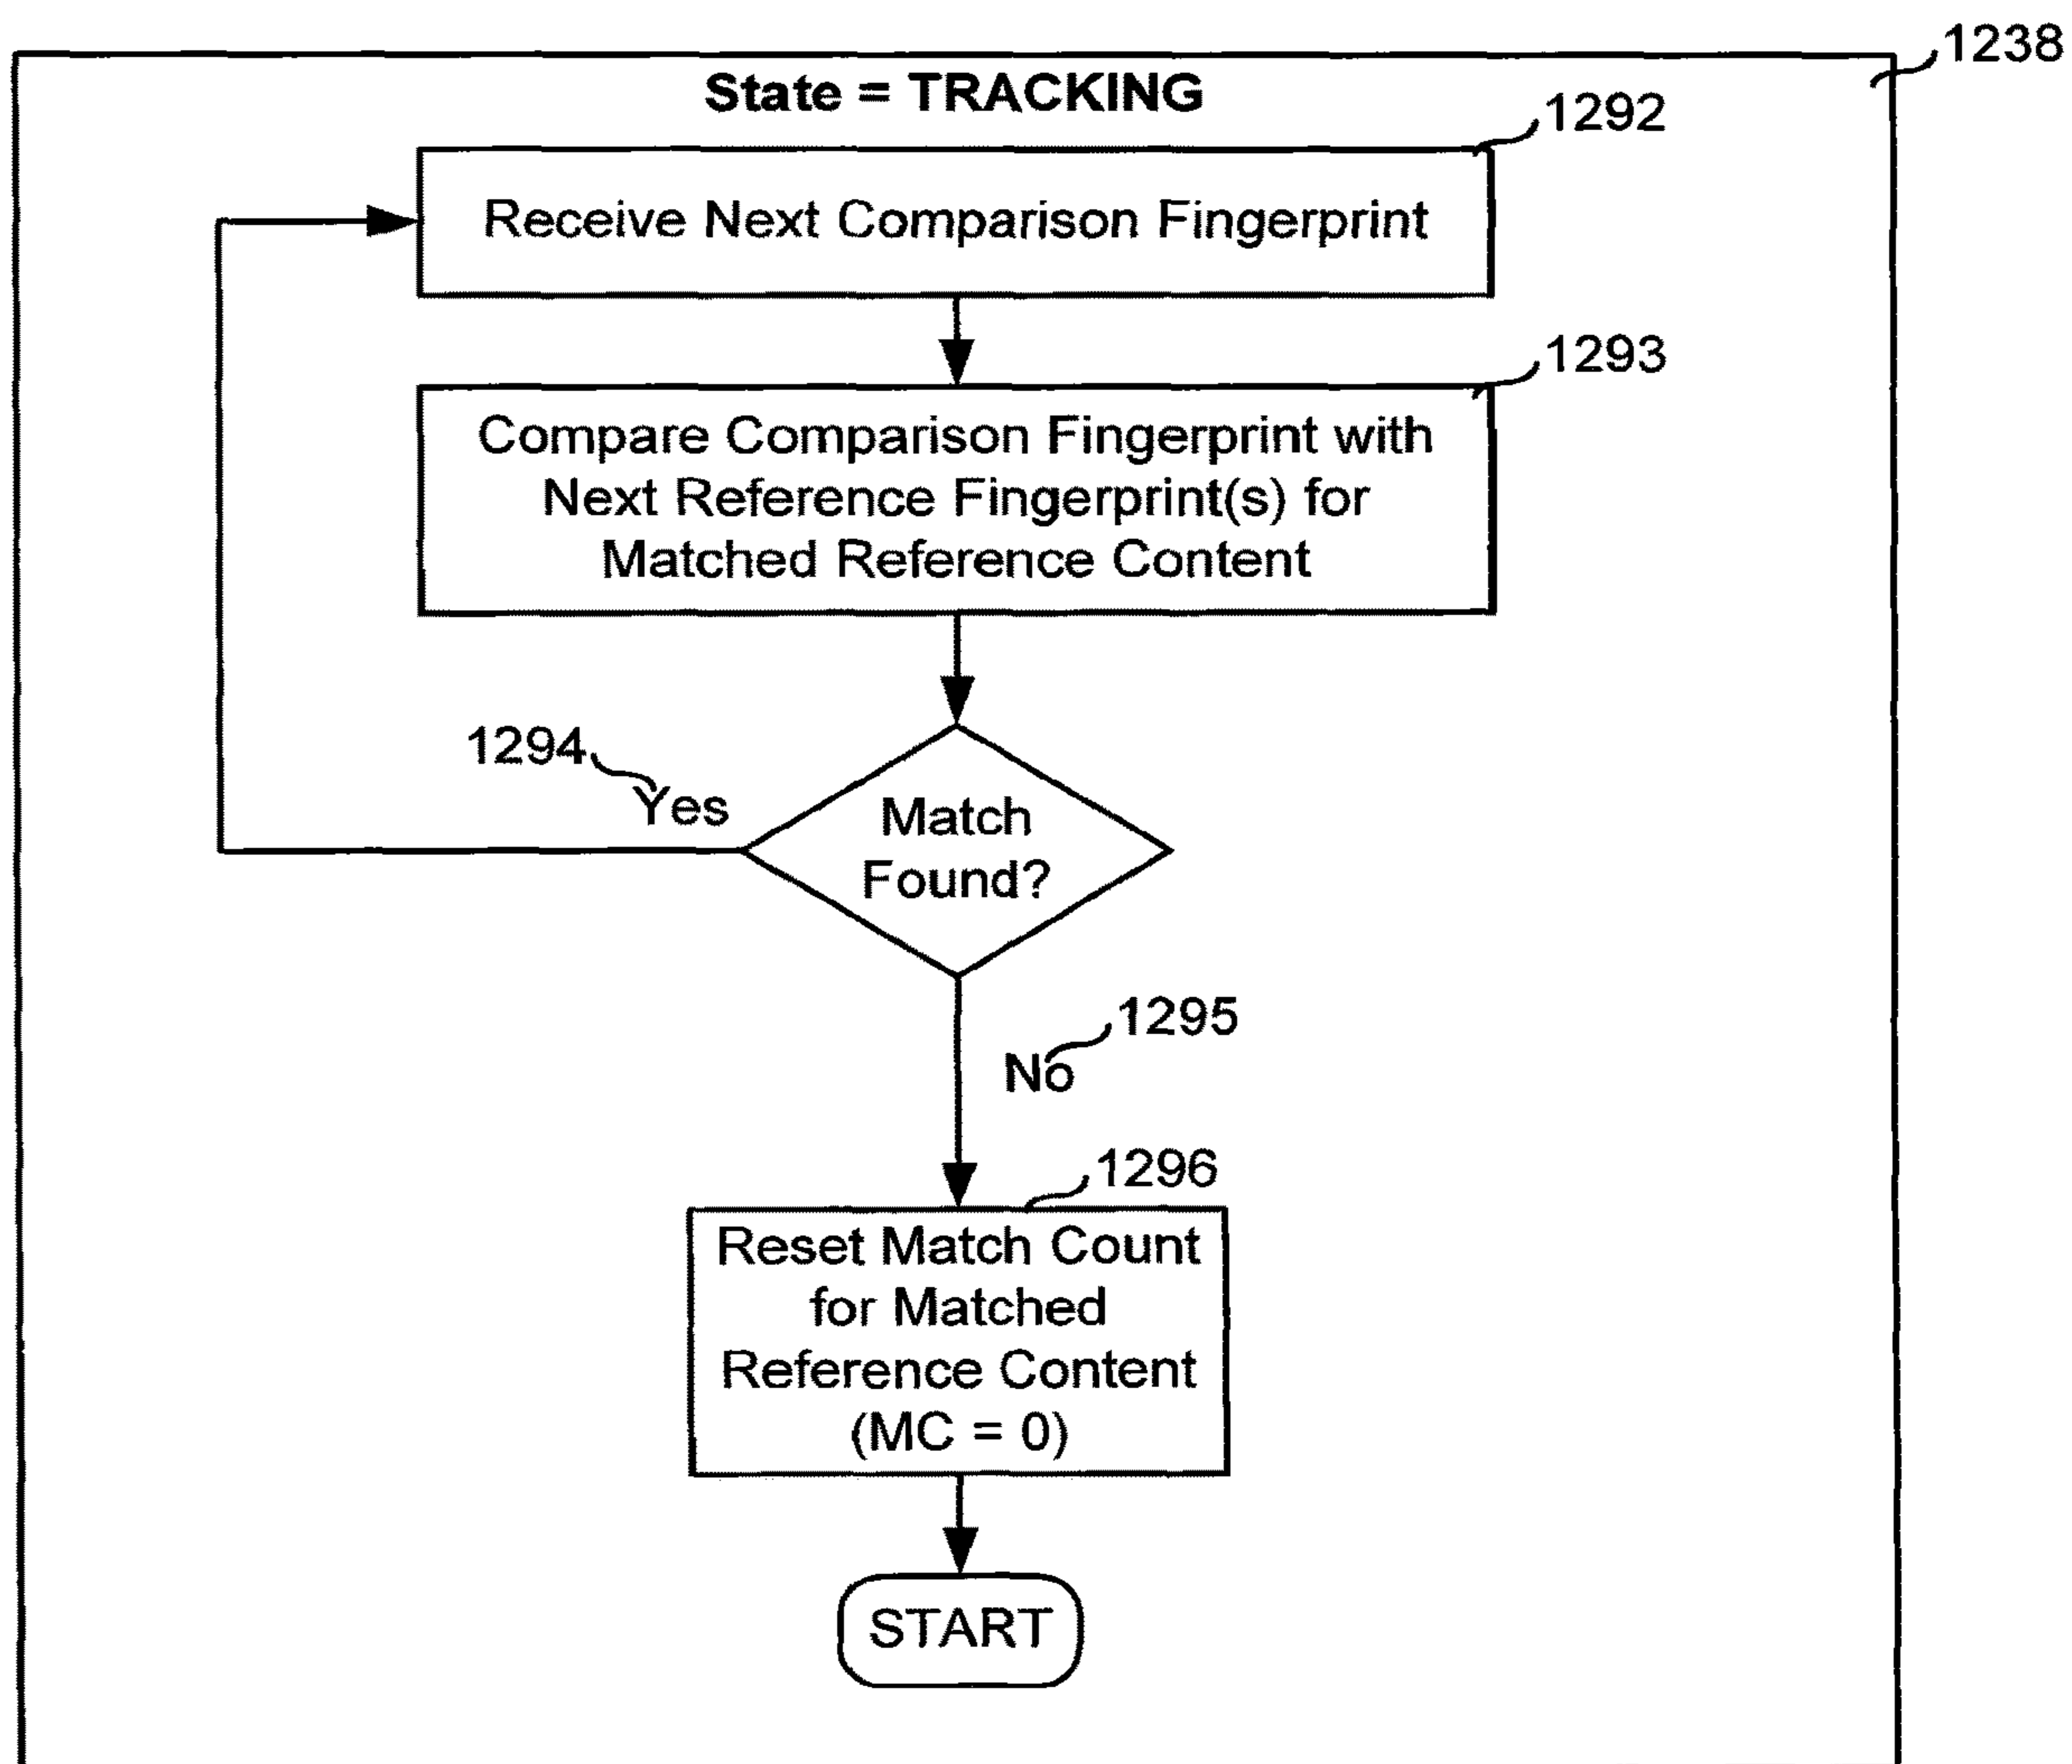 1238
State = TRACKING
1292
Receive Next Comparison Fingerprint
1293
Compare Comparison Fingerprint with
Next Reference Fingerprint(s) for
Matched Reference Content
1294
Yes
Match
Found?
1295
No
1296
Reset Match Count
for Matched
Reference Content
(MC = 0)
START